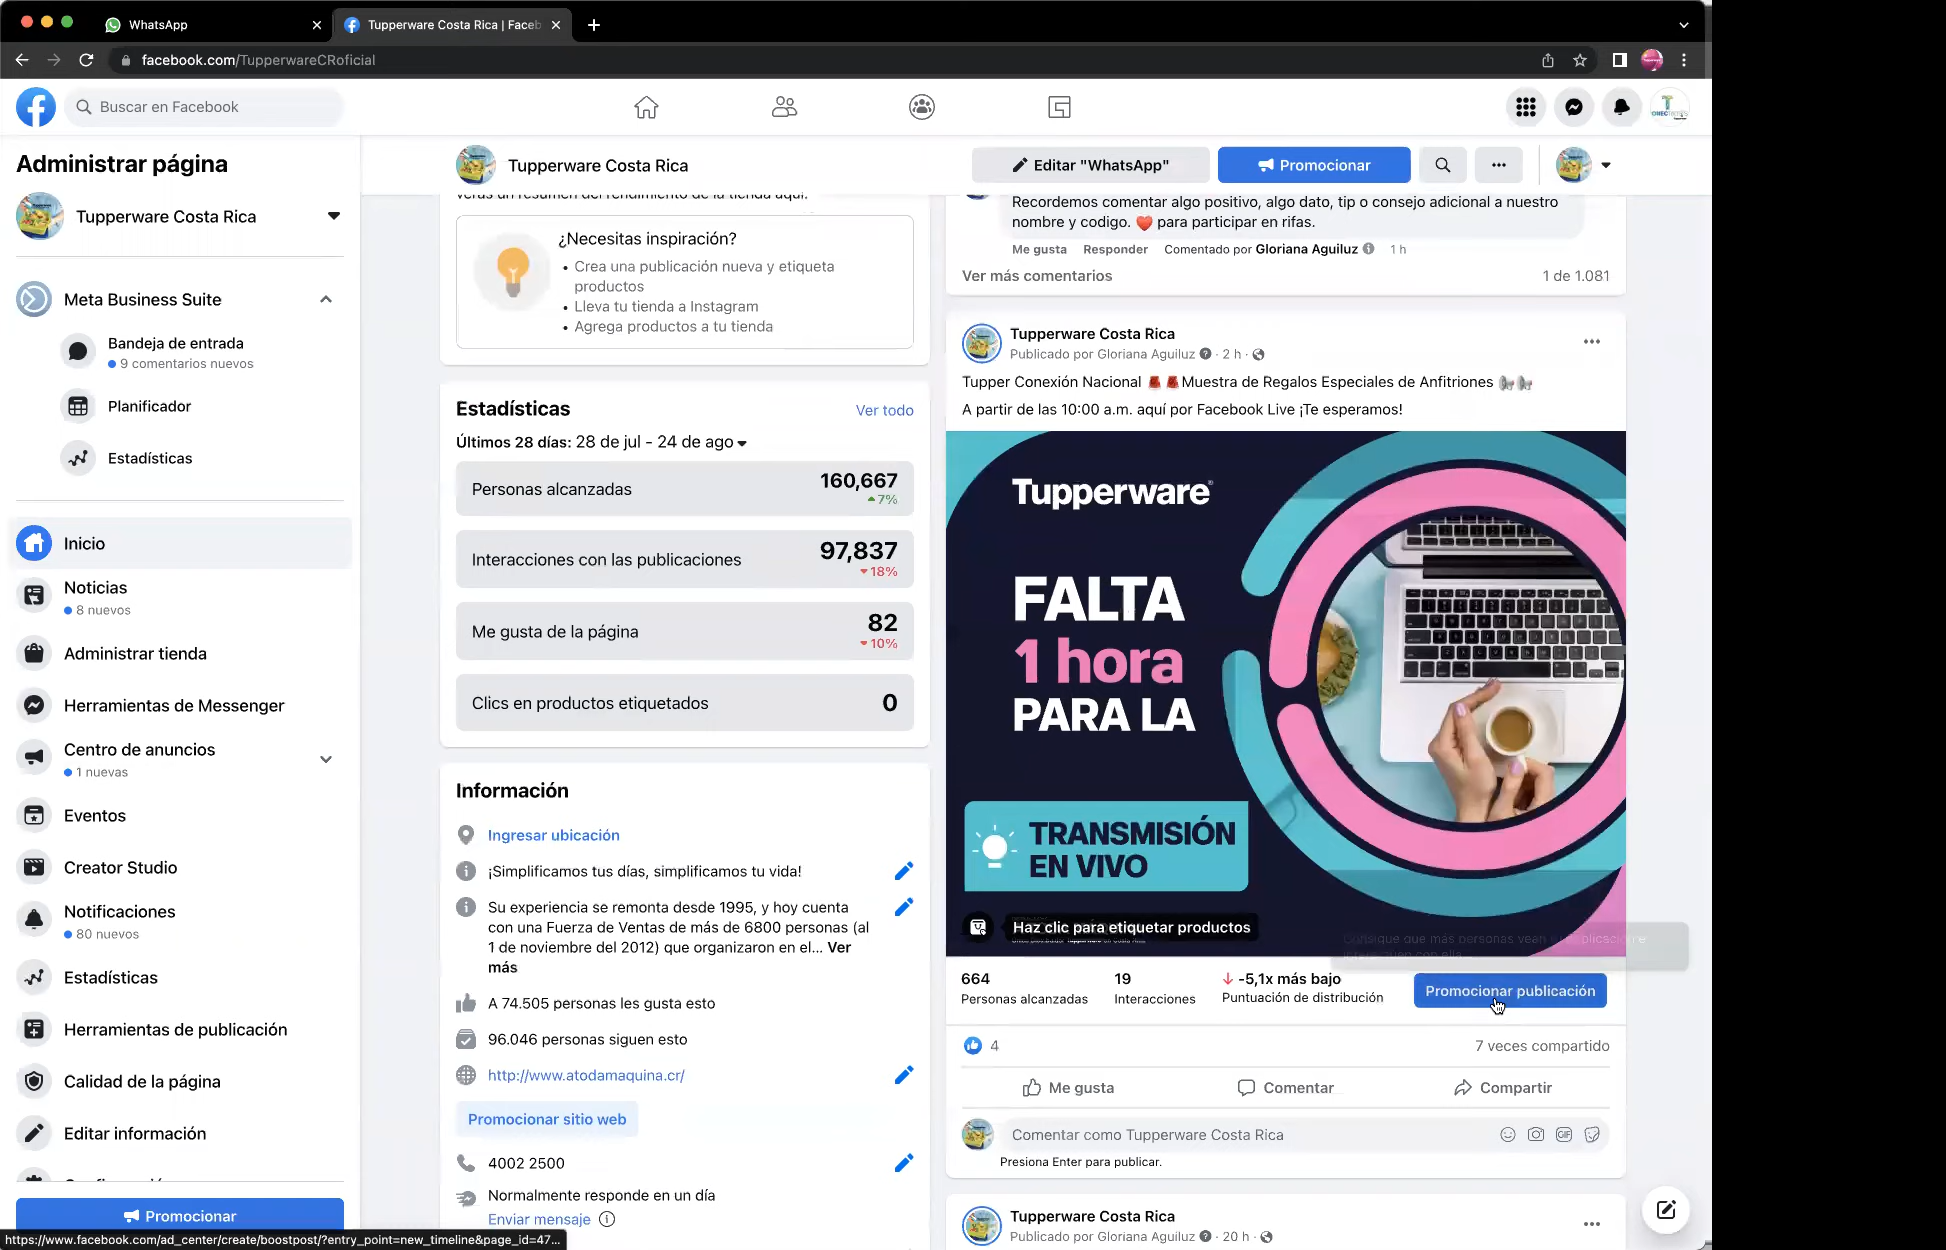 WhatsApp
Tupperware Costa Rica | Faceb
facebook.com/TupperwareCRoficial
Buscar en Facebook
Administrar página
Tupperware Costa Rica
Meta Business Suite
Bandeja de entrada
9 comentarios nuevos
Planificador
Estadísticas
Inicio
Noticias
8 nuevos
Administrar tienda
Herramientas de Messenger
Centro de anuncios
1 nuevas
Eventos
Creator Studio
Notificaciones
80 nuevos
Estadísticas
Herramientas de publicación
Calidad de la página
Editar información
Promocionar
https://www.facebook.com/ad_center/create/boostpost/?entry_point=new_timeline&page_id=47...
Tupperware Costa Rica
Editar "WhatsApp"
Promocionar
verás un resumen del rendimiento de la tienda aquí.
¿Necesitas inspiración?
• Crea una publicación nueva y etiqueta
productos
• Lleva tu tienda a Instagram
• Agrega productos a tu tienda
Estadísticas
Ver todo
Últimos 28 días: 28 de jul - 24 de ago
Personas alcanzadas
160,667
7%
Interacciones con las publicaciones
97,837
18%
Me gusta de la página
82
10%
Clics en productos etiquetados
0
Información
Ingresar ubicación
¡Simplificamos tus días, simplificamos tu vida!
Su experiencia se remonta desde 1995, y hoy cuenta
con una Fuerza de Ventas de más de 6800 personas (al
1 de noviembre del 2012) que organizaron en el... Ver
más
A 74.505 personas les gusta esto
96.046 personas siguen esto
http://www.atodamaquina.cr/
Promocionar sitio web
4002 2500
Normalmente responde en un día
Enviar mensaje
Recordemos comentar algo positivo, algo dato, tip o consejo adicional a nuestro
nombre y codigo. ❤️ para participar en rifas.
Me gusta Responder Comentado por Gloriana Aguiluz 1 h
Ver más comentarios
1 de 1.081
Tupperware Costa Rica
Publicado por Gloriana Aguiluz · 2 h ·
Tupper Conexión Nacional Muestra de Regalos Especiales de Anfitriones
A partir de las 10:00 a.m. aquí por Facebook Live ¡Te esperamos!
Tupperware
FALTA
1 hora
PARA LA
TRANSMISIÓN
EN VIVO
Haz clic para etiquetar productos
664
Personas alcanzadas
19
Interacciones
-5,1x más bajo
Puntuación de distribución
Promocionar publicación
4
7 veces compartido
Me gusta
Comentar
Compartir
Comentar como Tupperware Costa Rica
GIF
Presiona Enter para publicar.
Tupperware Costa Rica
Publicado por Gloriana Aguiluz · 20 h ·